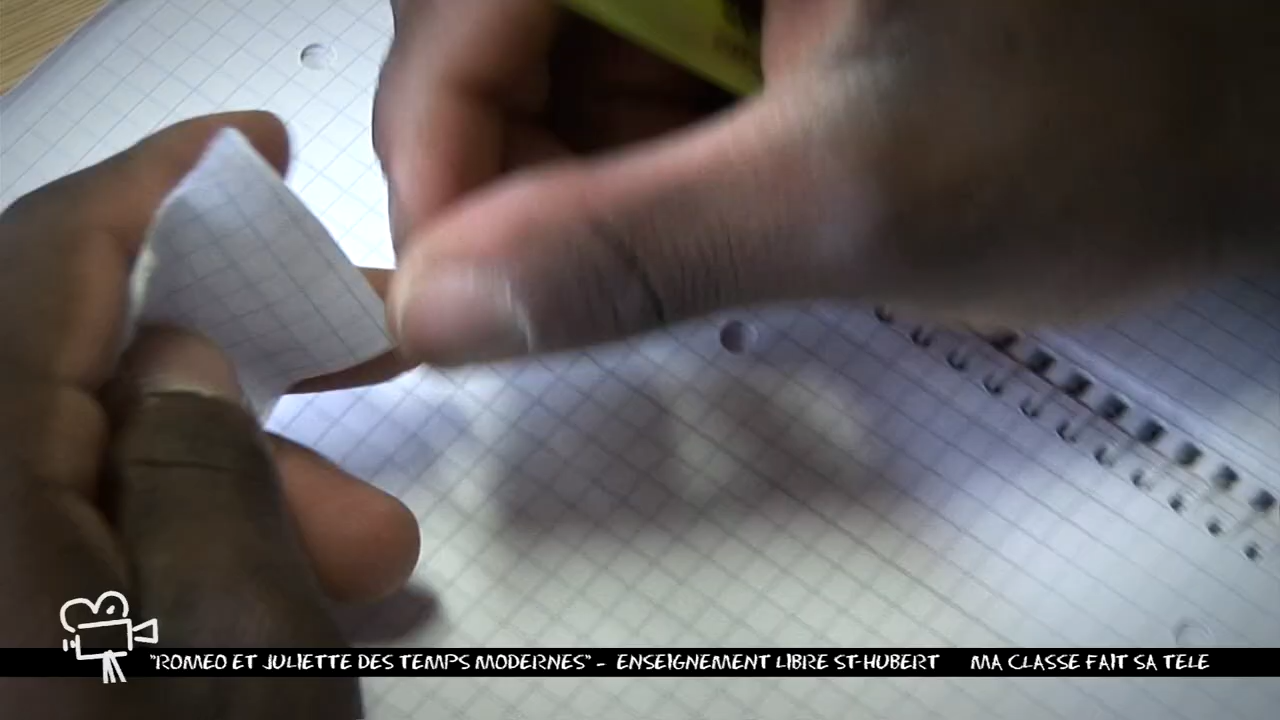 "ROMEO ET JULIETTE DES TEMPS MODERNES" - ENSEIGNEMENT LIBRE ST-HUBERT MA CLASSE FAIT SA TELE